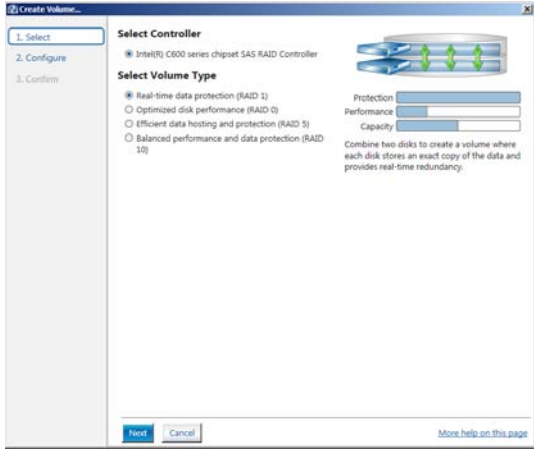 Create Volume...
1. Select
2. Configure
3. Confirm
Select Controller
Intel(R) C600 series chipset SAS RAID Controller
Select Volume Type
Real-time data protection (RAID 1)
Optimized disk performance (RAID 0)
Efficient data hosting and protection (RAID 5)
Balanced performance and data protection (RAID
10)
Protection
Performance
Capacity
Combine two disks to create a volume where
each disk stores an exact copy of the data and
provides real-time redundancy.
Next
Cancel
More help on this page